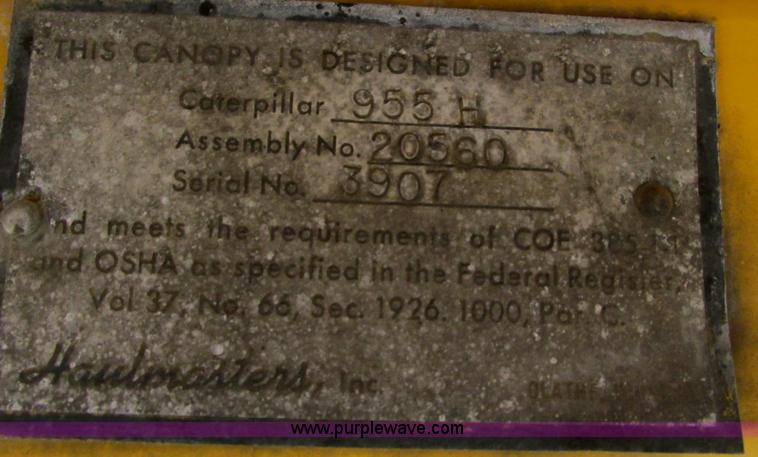 THIS CANOPY IS DESIGNED FOR USE ON
Caterpillar 955 H
Assembly No. 20560
Serial No. 3907
and meets the requirements of COE
and OSHA as specified in the Federal Register,
Vol 37, No. 66, Sec. 1926. 1000, Par. C.
Haulmasters, Inc.
www.purplewave.com